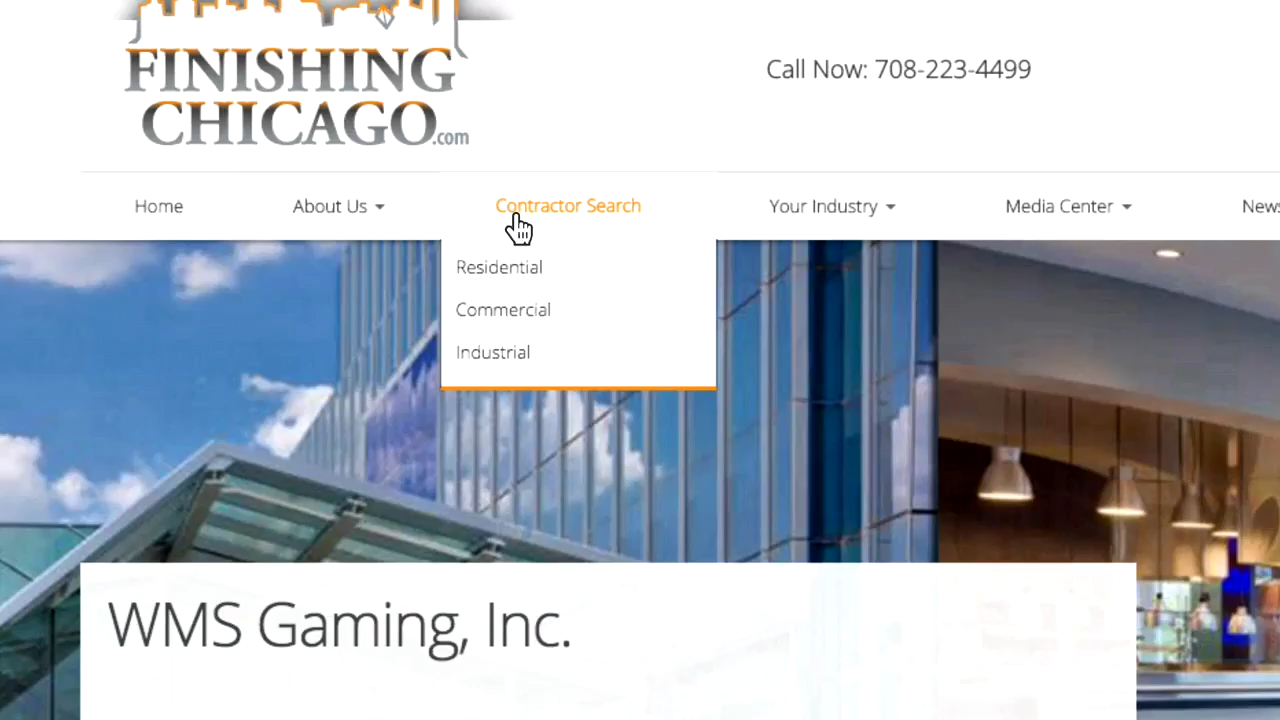 FINISHING
CHICAGO.com
Call Now: 708-223-4499
Home About Us Contractor Search Your Industry Media Center News
Residential
Commercial
Industrial
WMS Gaming, Inc.